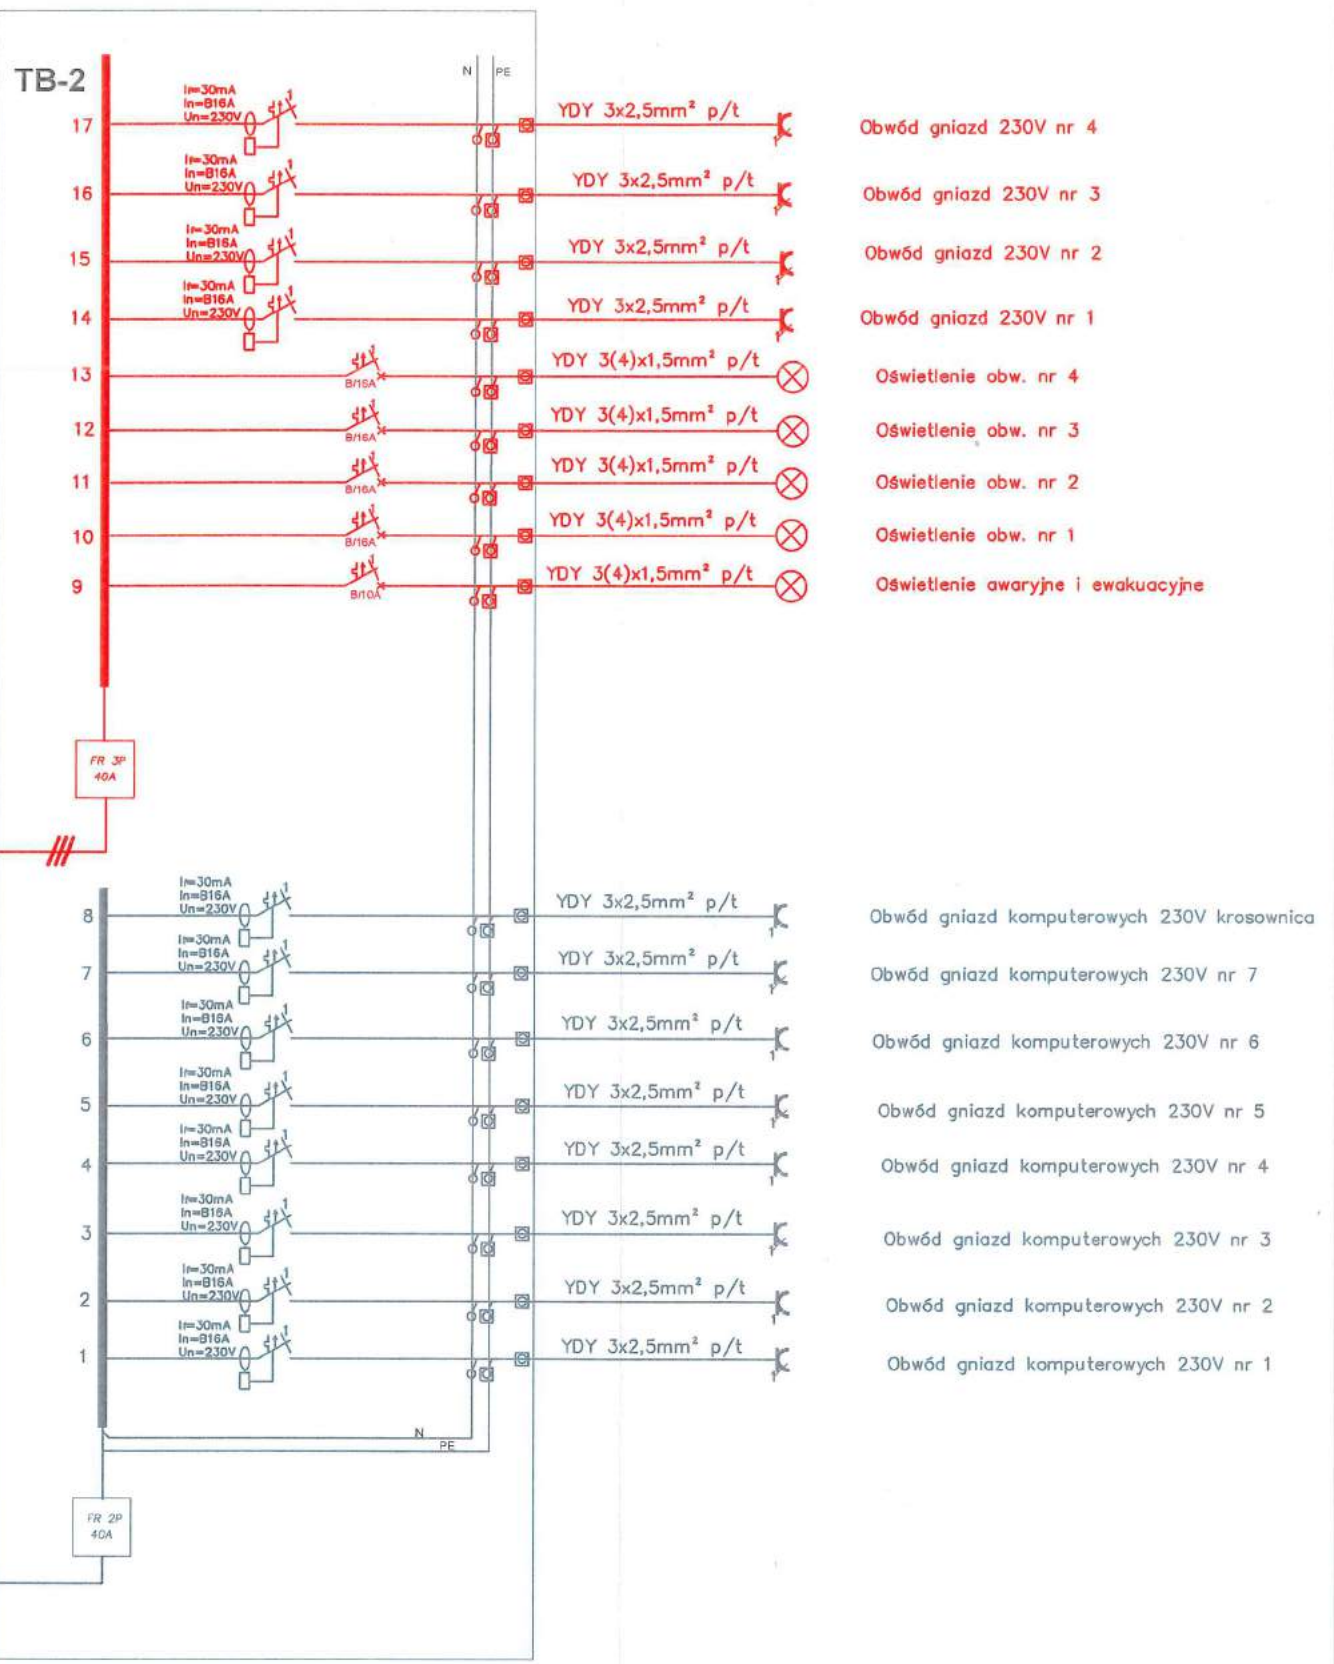 TB-2
N
PE
17
I=30mA
In=B16A
Un=230V
YDY 3x2,5mm² p/t
Obwód gniazd 230V nr 4
16
I=30mA
In=B16A
Un=230V
YDY 3x2,5mm² p/t
Obwód gniazd 230V nr 3
15
I=30mA
In=B16A
Un=230V
YDY 3x2,5mm² p/t
Obwód gniazd 230V nr 2
14
I=30mA
In=B16A
Un=230V
YDY 3x2,5mm² p/t
Obwód gniazd 230V nr 1
13
B/16A
YDY 3(4)x1,5mm² p/t
Oświetlenie obw. nr 4
12
B/16A
YDY 3(4)x1,5mm² p/t
Oświetlenie obw. nr 3
11
B/16A
YDY 3(4)x1,5mm² p/t
Oświetlenie obw. nr 2
10
B/16A
YDY 3(4)x1,5mm² p/t
Oświetlenie obw. nr 1
9
B/10A
YDY 3(4)x1,5mm² p/t
Oświetlenie awaryjne i ewakuacyjne
FR 3P
40A
8
I=30mA
In=B16A
Un=230V
YDY 3x2,5mm² p/t
Obwód gniazd komputerowych 230V krosownica
7
I=30mA
In=B16A
Un=230V
YDY 3x2,5mm² p/t
Obwód gniazd komputerowych 230V nr 7
6
I=30mA
In=B16A
Un=230V
YDY 3x2,5mm² p/t
Obwód gniazd komputerowych 230V nr 6
5
I=30mA
In=B16A
Un=230V
YDY 3x2,5mm² p/t
Obwód gniazd komputerowych 230V nr 5
4
I=30mA
In=B16A
Un=230V
YDY 3x2,5mm² p/t
Obwód gniazd komputerowych 230V nr 4
3
I=30mA
In=B16A
Un=230V
YDY 3x2,5mm² p/t
Obwód gniazd komputerowych 230V nr 3
2
I=30mA
In=B16A
Un=230V
YDY 3x2,5mm² p/t
Obwód gniazd komputerowych 230V nr 2
1
I=30mA
In=B16A
Un=230V
YDY 3x2,5mm² p/t
Obwód gniazd komputerowych 230V nr 1
N
PE
FR 2P
40A